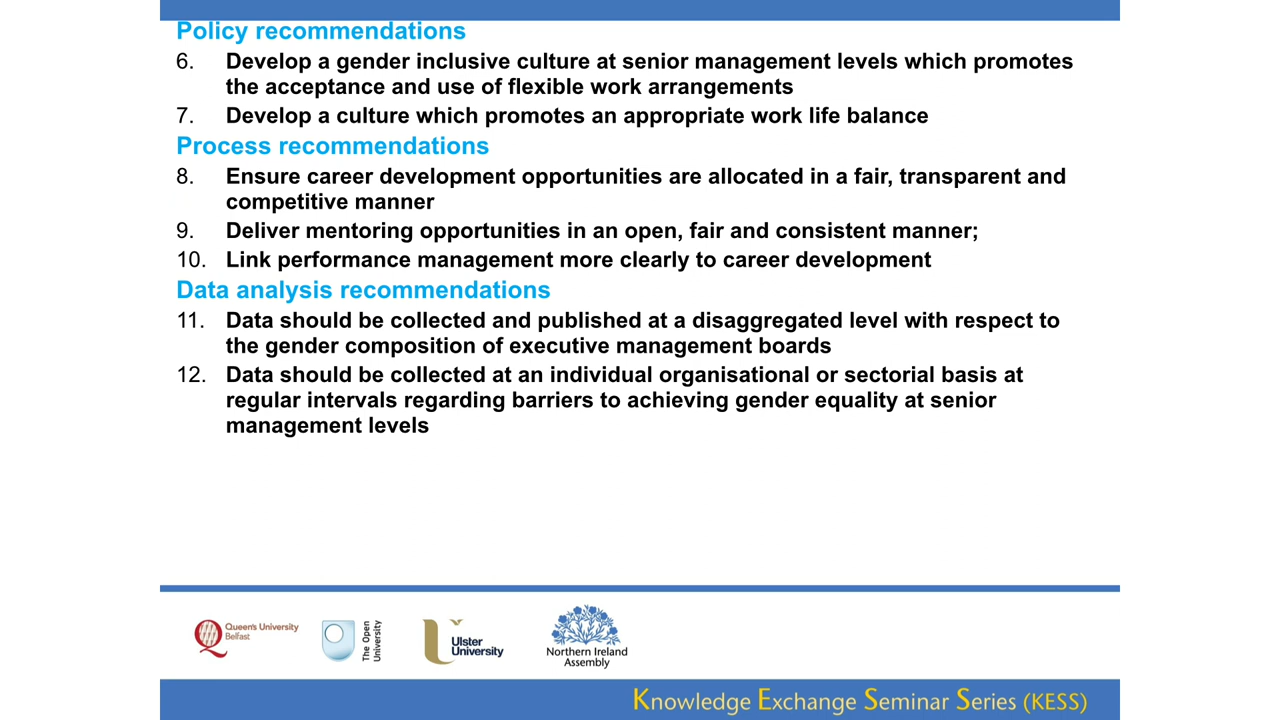 Policy recommendations
6. Develop a gender inclusive culture at senior management levels which promotes
the acceptance and use of flexible work arrangements
7. Develop a culture which promotes an appropriate work life balance
Process recommendations
8. Ensure career development opportunities are allocated in a fair, transparent and
competitive manner
9. Deliver mentoring opportunities in an open, fair and consistent manner;
10. Link performance management more clearly to career development
Data analysis recommendations
11. Data should be collected and published at a disaggregated level with respect to
the gender composition of executive management boards
12. Data should be collected at an individual organisational or sectorial basis at
regular intervals regarding barriers to achieving gender equality at senior
management levels
Queen's University
Belfast
The Open
University
Ulster
University
Northern Ireland
Assembly
Knowledge Exchange Seminar Series (KESS)